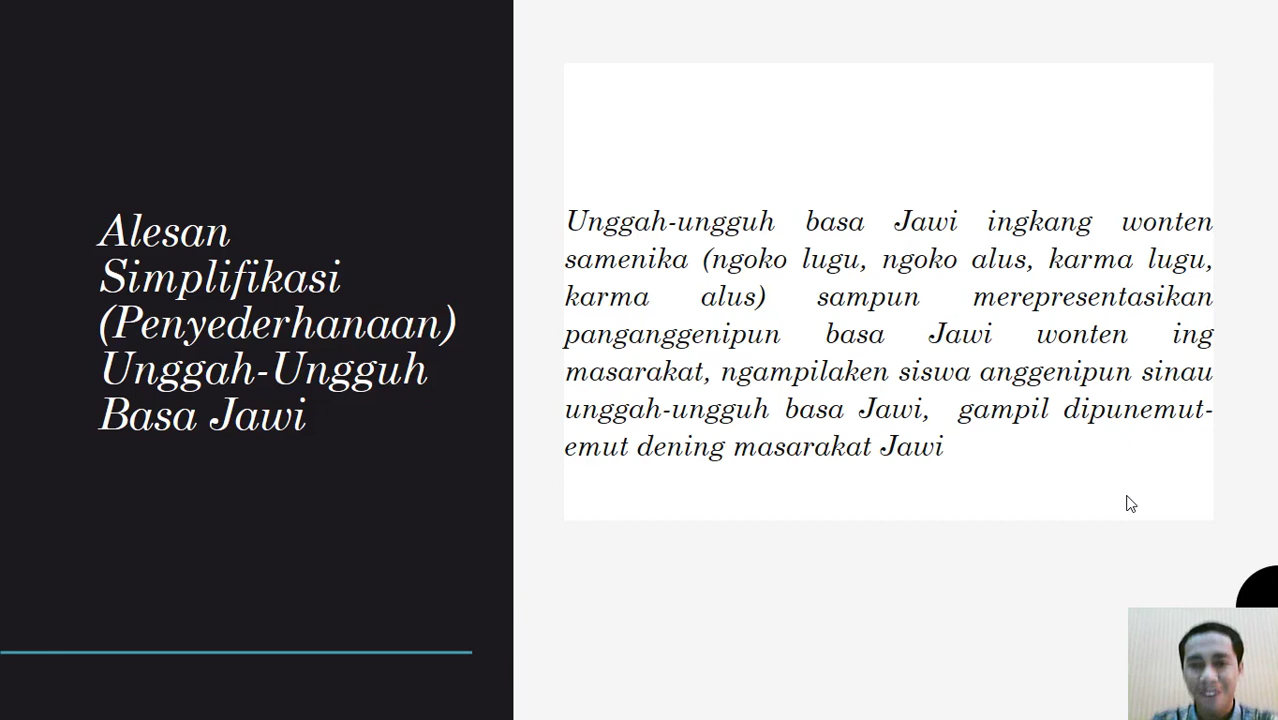 Alesan
Simplifikasi
(Penyederhanaan)
Unggah-Ungguh
Basa Jawi
Unggah-ungguh basa Jawi ingkang wonten
samenika (ngoko lugu, ngoko alus, karma lugu,
karma alus) sampun merepresentasikan
panganggenipun basa Jawi wonten ing
masarakat, ngampilaken siswa anggenipun sinau
unggah-ungguh basa Jawi, gampil dipunemut-
emut dening masarakat Jawi